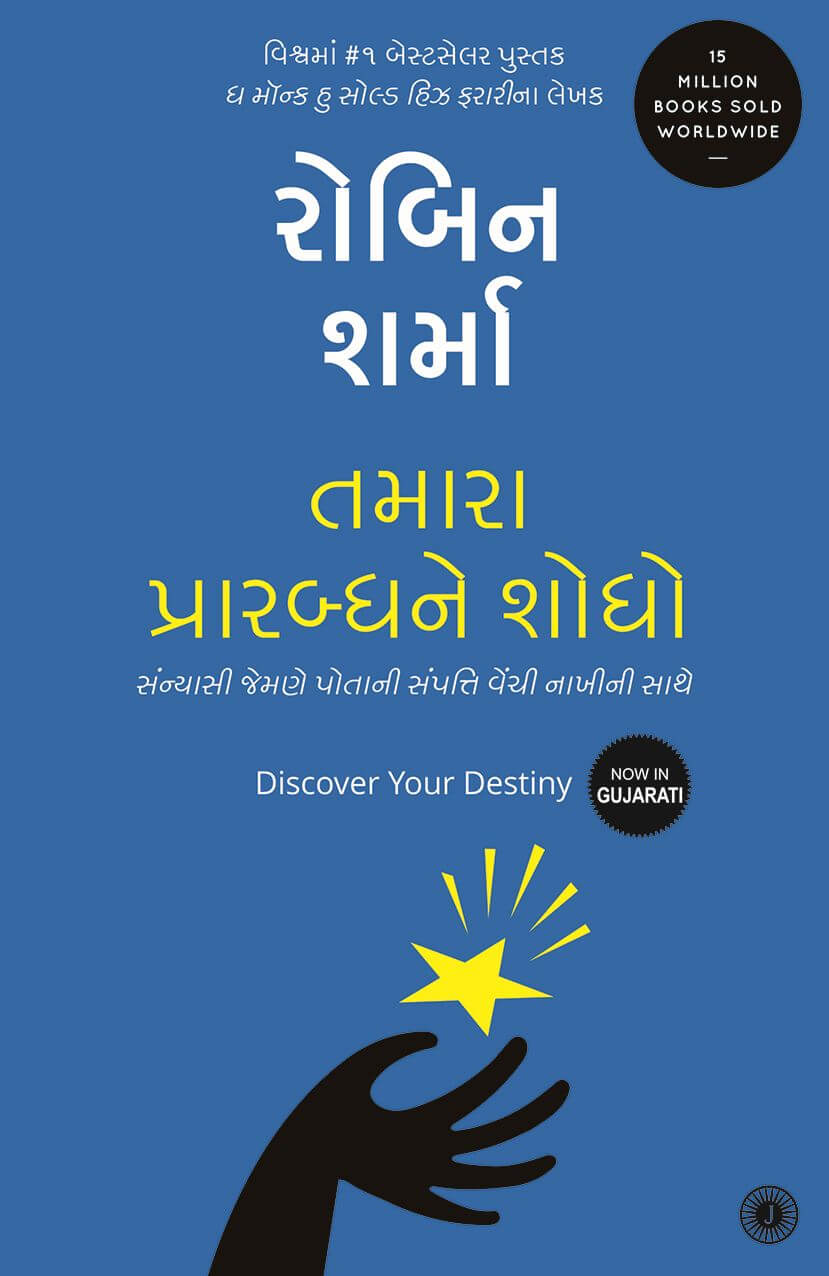 વિશ્વમાં #૧ બેસ્ટસેલર પુસ્તક
ધ મૉન્ક હુ સોલ્ડ હિઝ ફરારીના લેખક
15
MILLION
BOOKS SOLD
WORLDWIDE
—
રોબિન
શર્મા
તમારા
પ્રારબ્ધને શોધો
સંન્યાસી જેમણે પોતાની સંપત્તિ વેંચી નાખીની સાથે
Discover Your Destiny
NOW IN
GUJARATI
J